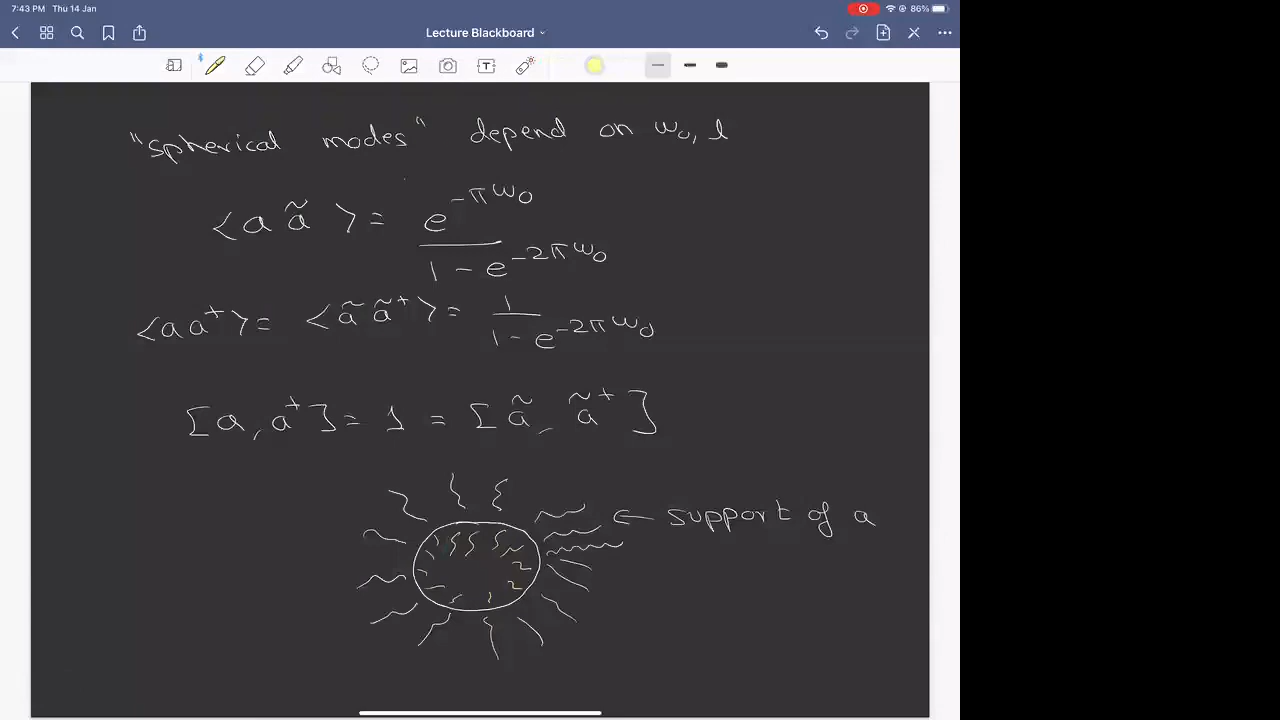 7:43 PM Thu 14 Jan
86%
Lecture Blackboard
"spherical modes" depend on ω₀, l
<a ã> = e^{-πω₀} / (1 - e^{-2πω₀})
<a a⁺> = <ã ã⁺> = 1 / (1 - e^{-2πω₀})
[a, a⁺] = 1 = [ã, ã⁺]
← support of a